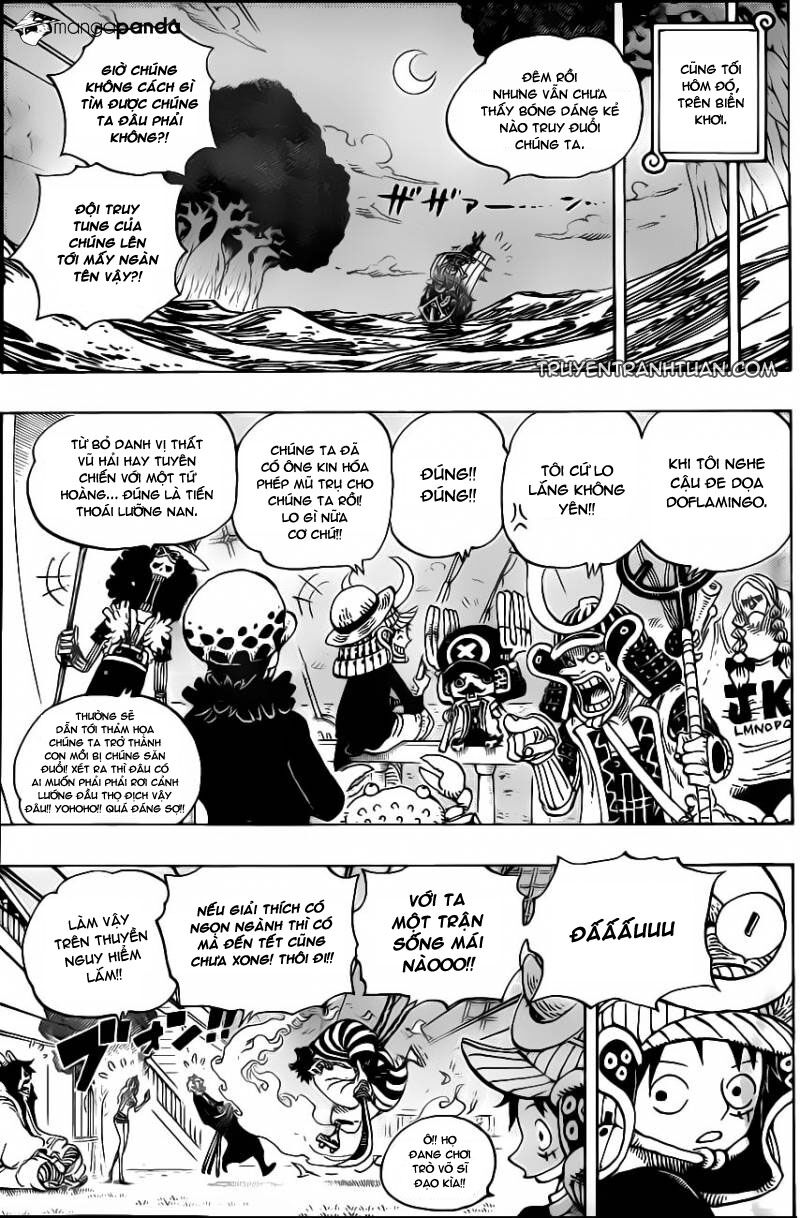 mangapanda
CŨNG TỐI
HÔM ĐÓ,
TRÊN BIỂN
KHƠI.
ĐÊM RỒI
NHƯNG VẪN CHƯA
THẤY BÓNG DÁNG KẺ
NÀO TRUY ĐUỔI
CHÚNG TA.
GIỜ CHÚNG
KHÔNG CÁCH GÌ
TÌM ĐƯỢC CHÚNG
TA ĐÂU PHẢI
KHÔNG?!
ĐỘI TRUY
TUNG CỦA
CHÚNG LÊN
TỚI MẤY NGÀN
TÊN VẬY?!
ザザァー
TRUYENTRANHTUAN.COM
KHI TÔI NGHE
CẬU ĐE DỌA
DOFLAMINGO.
TÔI CỨ LO
LẮNG KHÔNG
YÊN!!
ĐÚNG!!
ĐÚNG!!
CHÚNG TA ĐÃ
CÓ ÔNG KIN HÓA
PHÉP MŨ TRỤ CHO
CHÚNG TA RỒI!
LO GÌ NỮA
CƠ CHỨ!!
TỪ BỎ DANH VỊ THẤT
VŨ HẢI HAY TUYÊN
CHIẾN VỚI MỘT TỨ
HOÀNG... ĐÚNG LÀ TIẾN
THOÁI LƯỠNG NAN.
THƯỜNG SẼ
DẪN TỚI THẢM HỌA
CHÚNG TA TRỞ THÀNH
CON MỒI BỊ CHÚNG SĂN
ĐUỔI! XÉT RA THÌ ĐÂU CÓ
AI MUỐN PHẢI PHẢI RƠI CẢNH
LƯỠNG ĐẦU THỌ ĐỊCH VẬY
ĐÂU!! YOHOHO!! QUÁ ĐÁNG SỢ!!
JK
LMNOPQ
ĐẤẤẤUUU
VỚI TA
MỘT TRẬN
SỐNG MÁI
NÀOOO!!
NẾU GIẢI THÍCH CÓ
NGỌN NGÀNH THÌ CÓ
MÀ ĐẾN TẾT CŨNG
CHƯA XONG! THÔI ĐI!!
LÀM VẬY
TRÊN THUYỀN
NGUY HIỂM
LẮM!!
ブオン!!
Ô!! HỌ
ĐANG CHƠI
TRÒ VÕ SĨ
ĐẠO KÌA!!